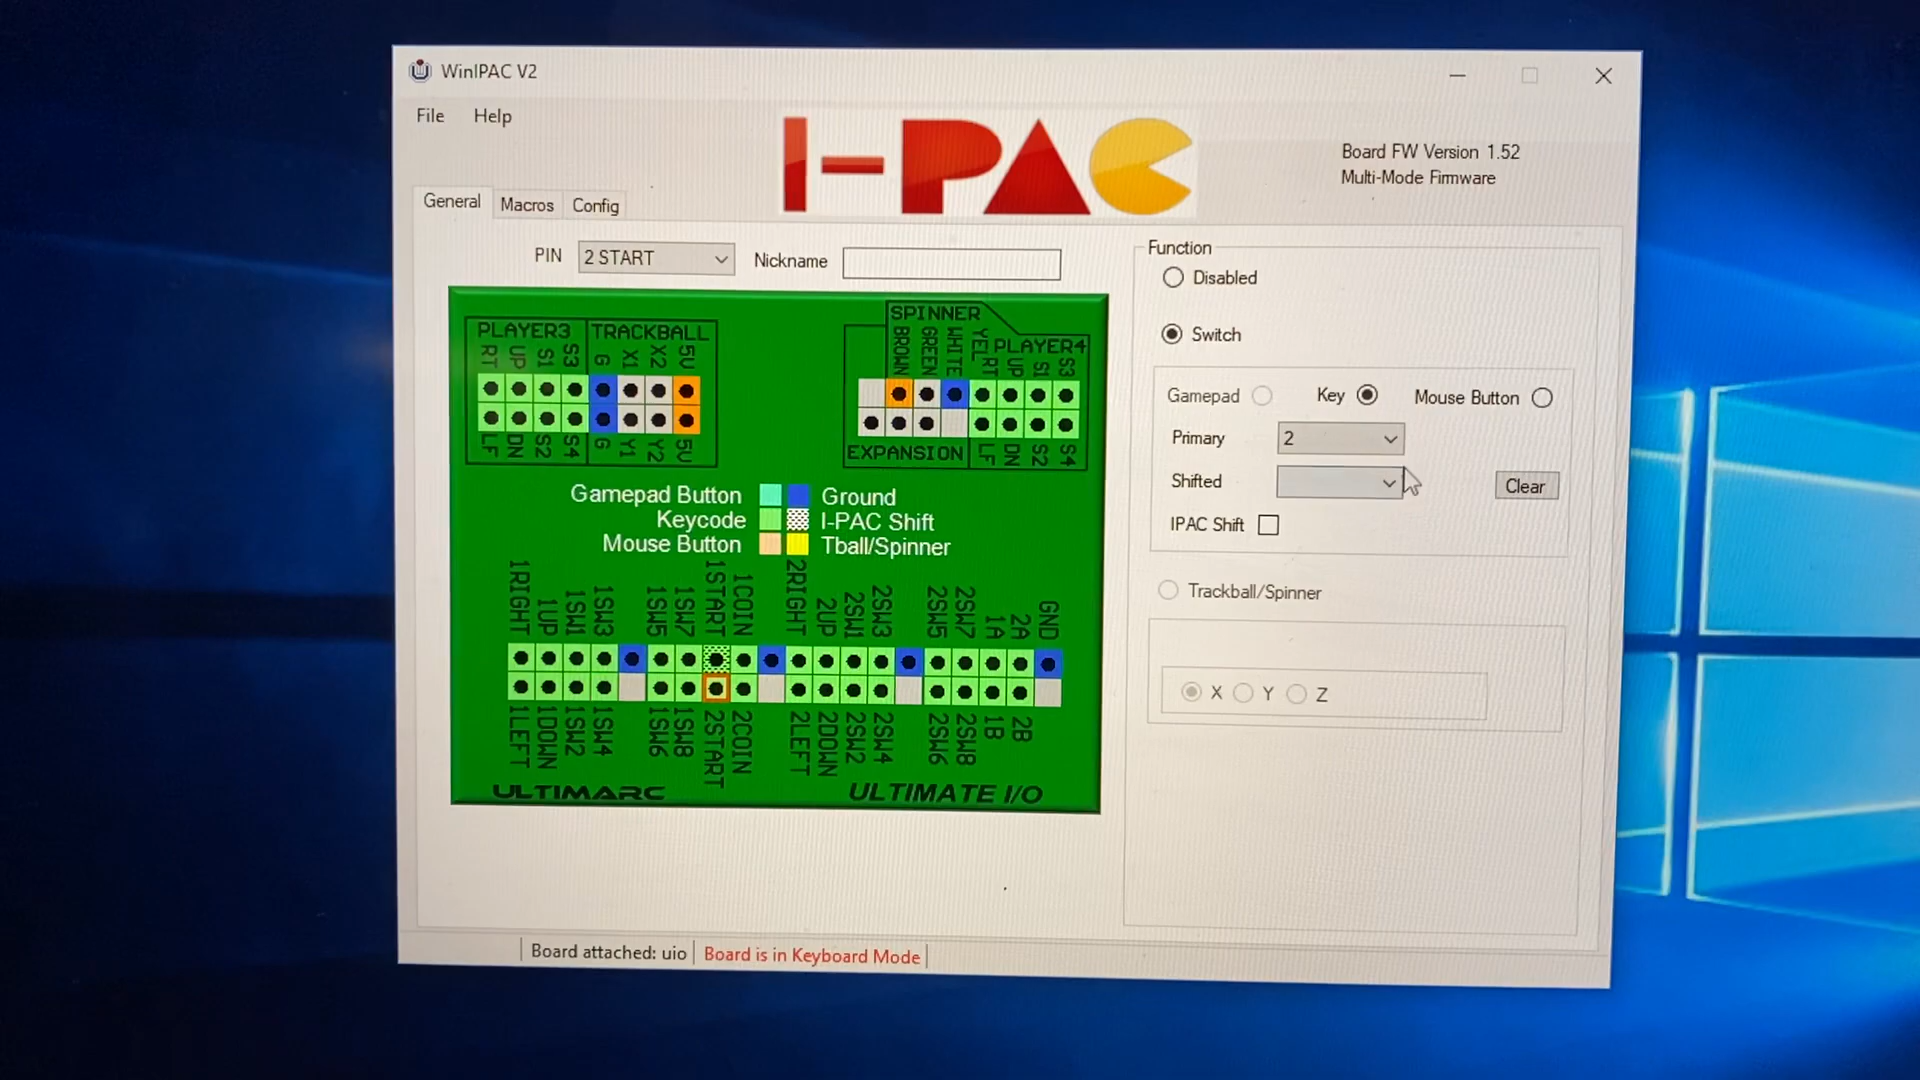 WinIPAC V2
File Help
I-PAC
Board FW Version 1.52
Multi-Mode Firmware
General Macros Config
PIN 2 START Nickname
Function
Disabled
Switch
Gamepad Key Mouse Button
Primary 2
Shifted Clear
IPAC Shift
Trackball/Spinner
X Y Z
PLAYER3 TRACKBALL
RT UP S1 S3 G X1 X2 5V
LF DN S2 S4 G Y1 Y2 5V
SPINNER
BROWN GREEN WHITE YEL
PLAYER4
RT UP S1 S3
EXPANSION LF DN S2 S4
Gamepad Button Ground
Keycode I-PAC Shift
Mouse Button Tball/Spinner
1RIGHT 1UP 1SW1 1SW3 1SW5 1SW7 1START 1COIN 2RIGHT 2UP 2SW1 2SW3 2SW5 2SW7 1A 2A GND
1LEFT 1DOWN 1SW2 1SW4 1SW6 1SW8 2START 2COIN 2LEFT 2DOWN 2SW2 2SW4 2SW6 2SW8 1B 2B
ULTIMARC ULTIMATE I/O
Board attached: uio Board is in Keyboard Mode